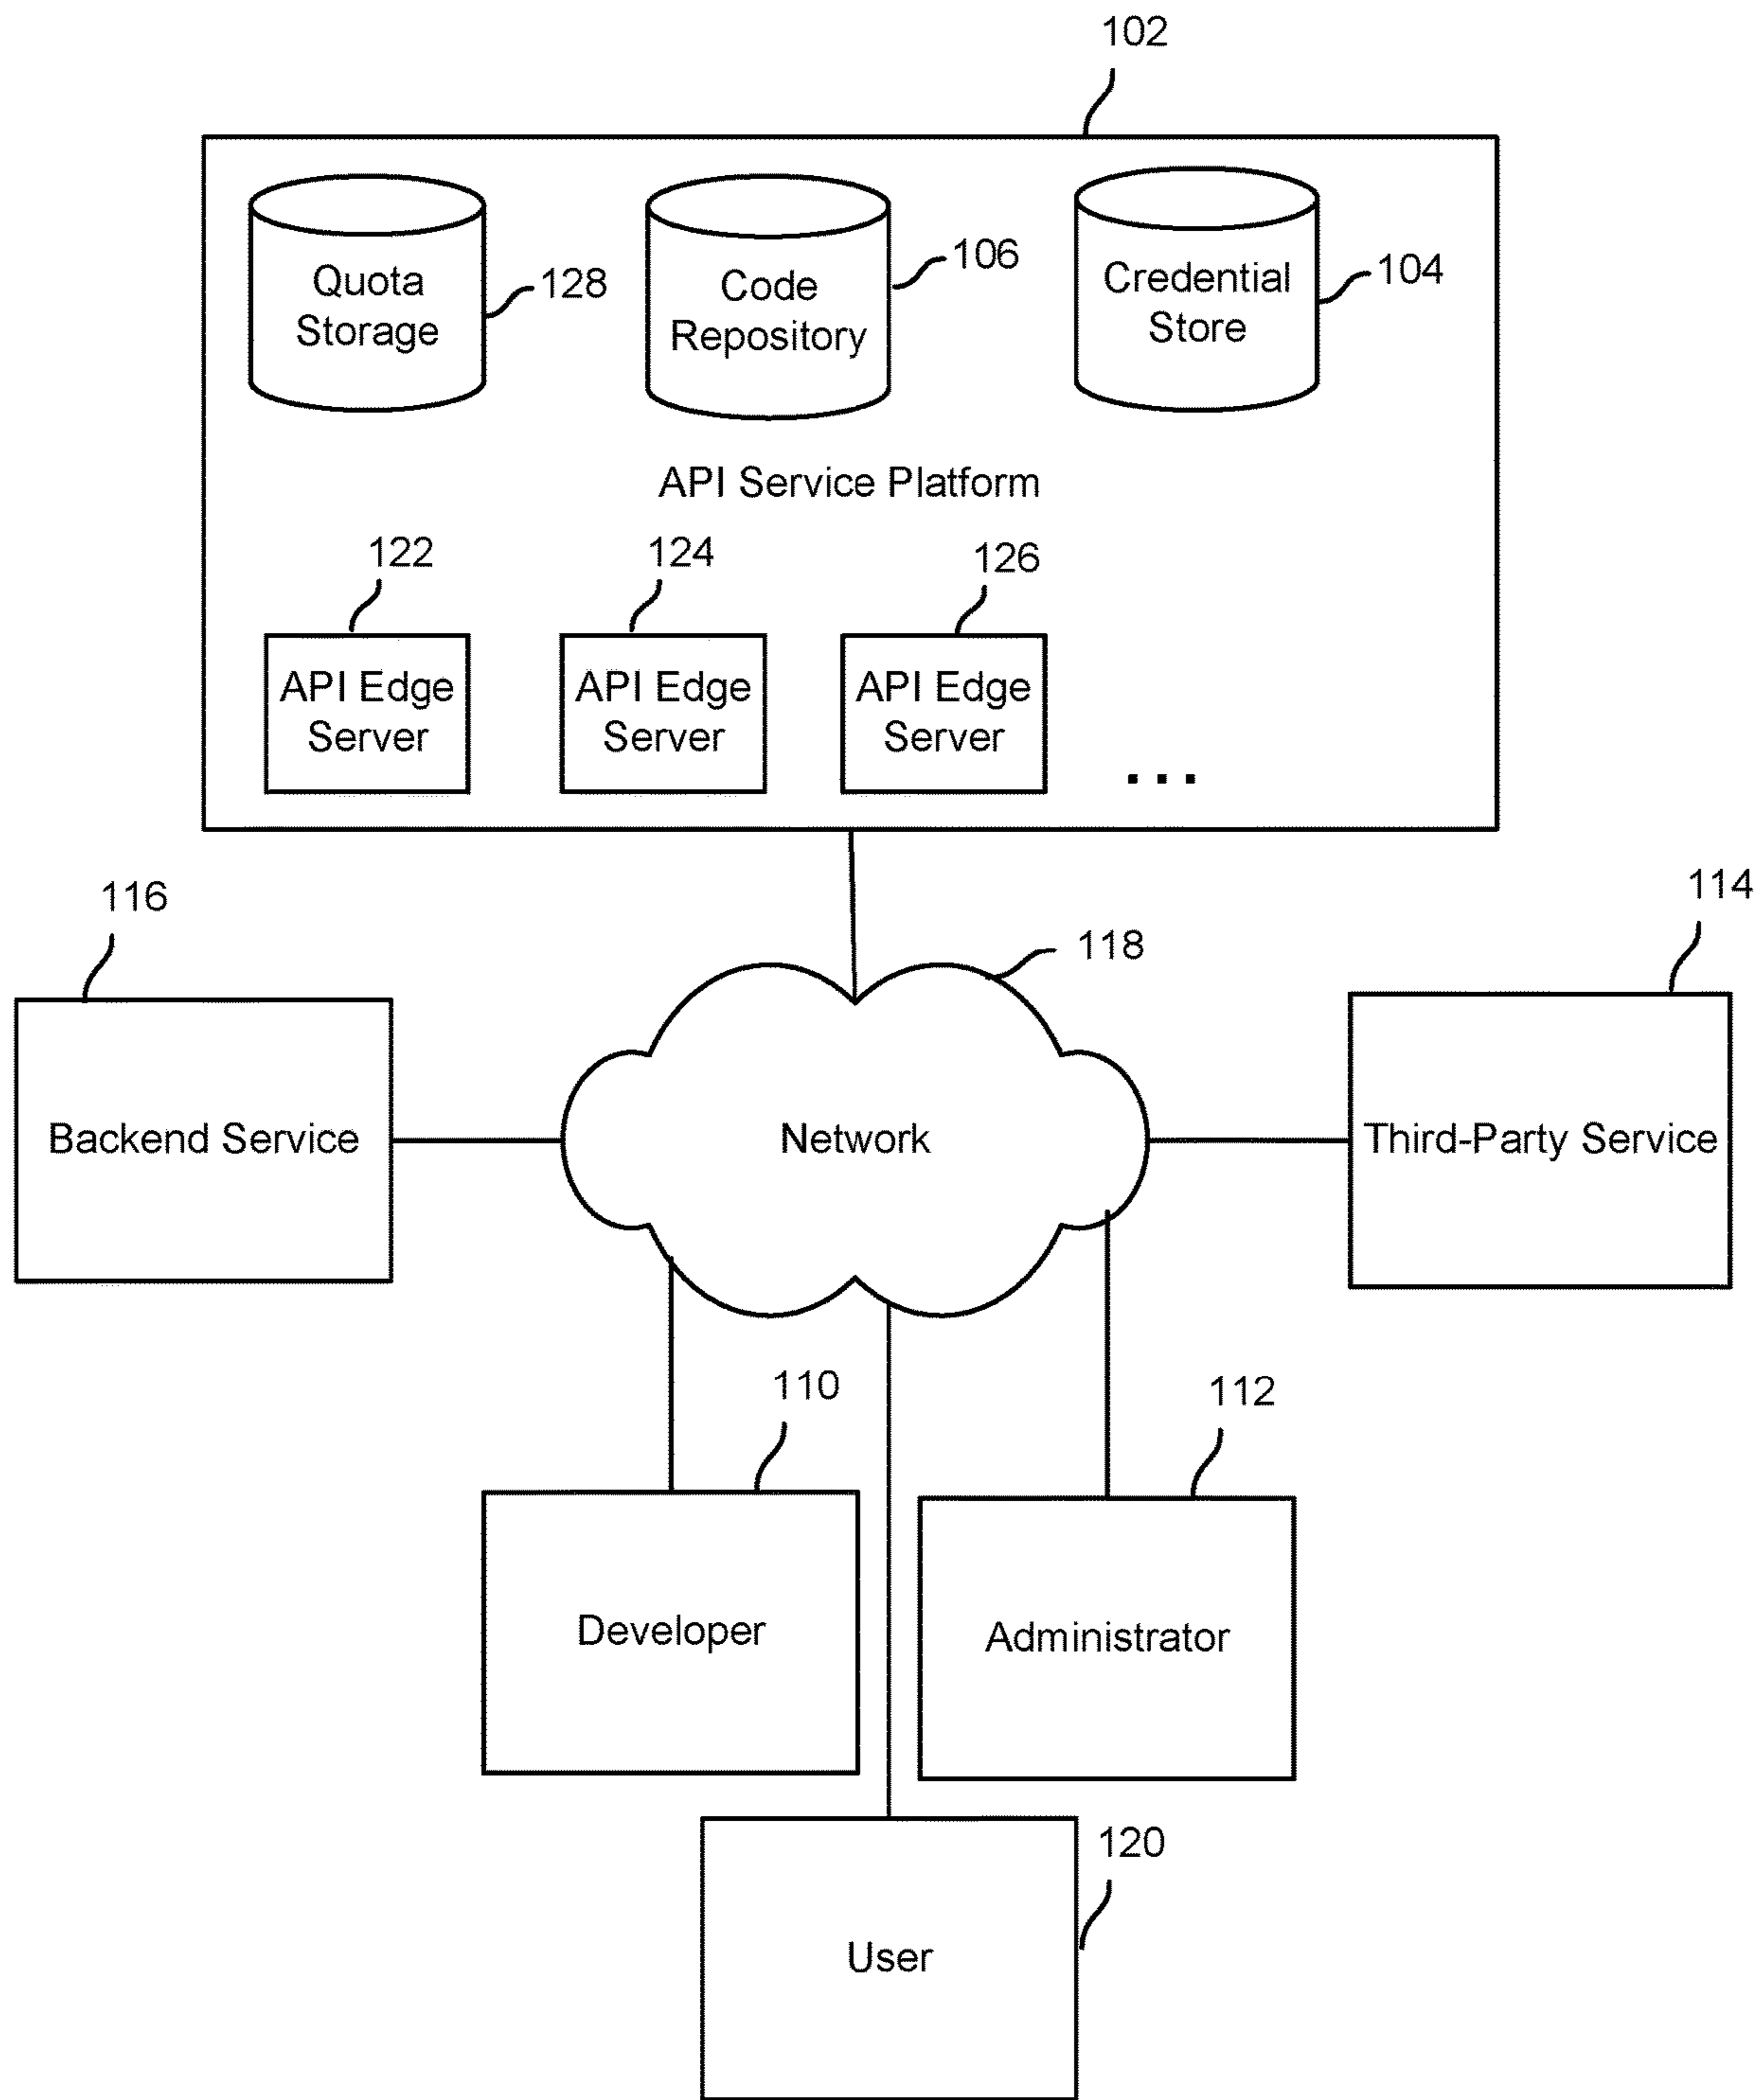 102
Quota
Storage
128
Code
Repository
106
Credential
Store
104
API Service Platform
122
124
126
API Edge
Server
API Edge
Server
API Edge
Server
...
116
118
114
Backend Service
Network
Third-Party Service
110
112
Developer
Administrator
120
User